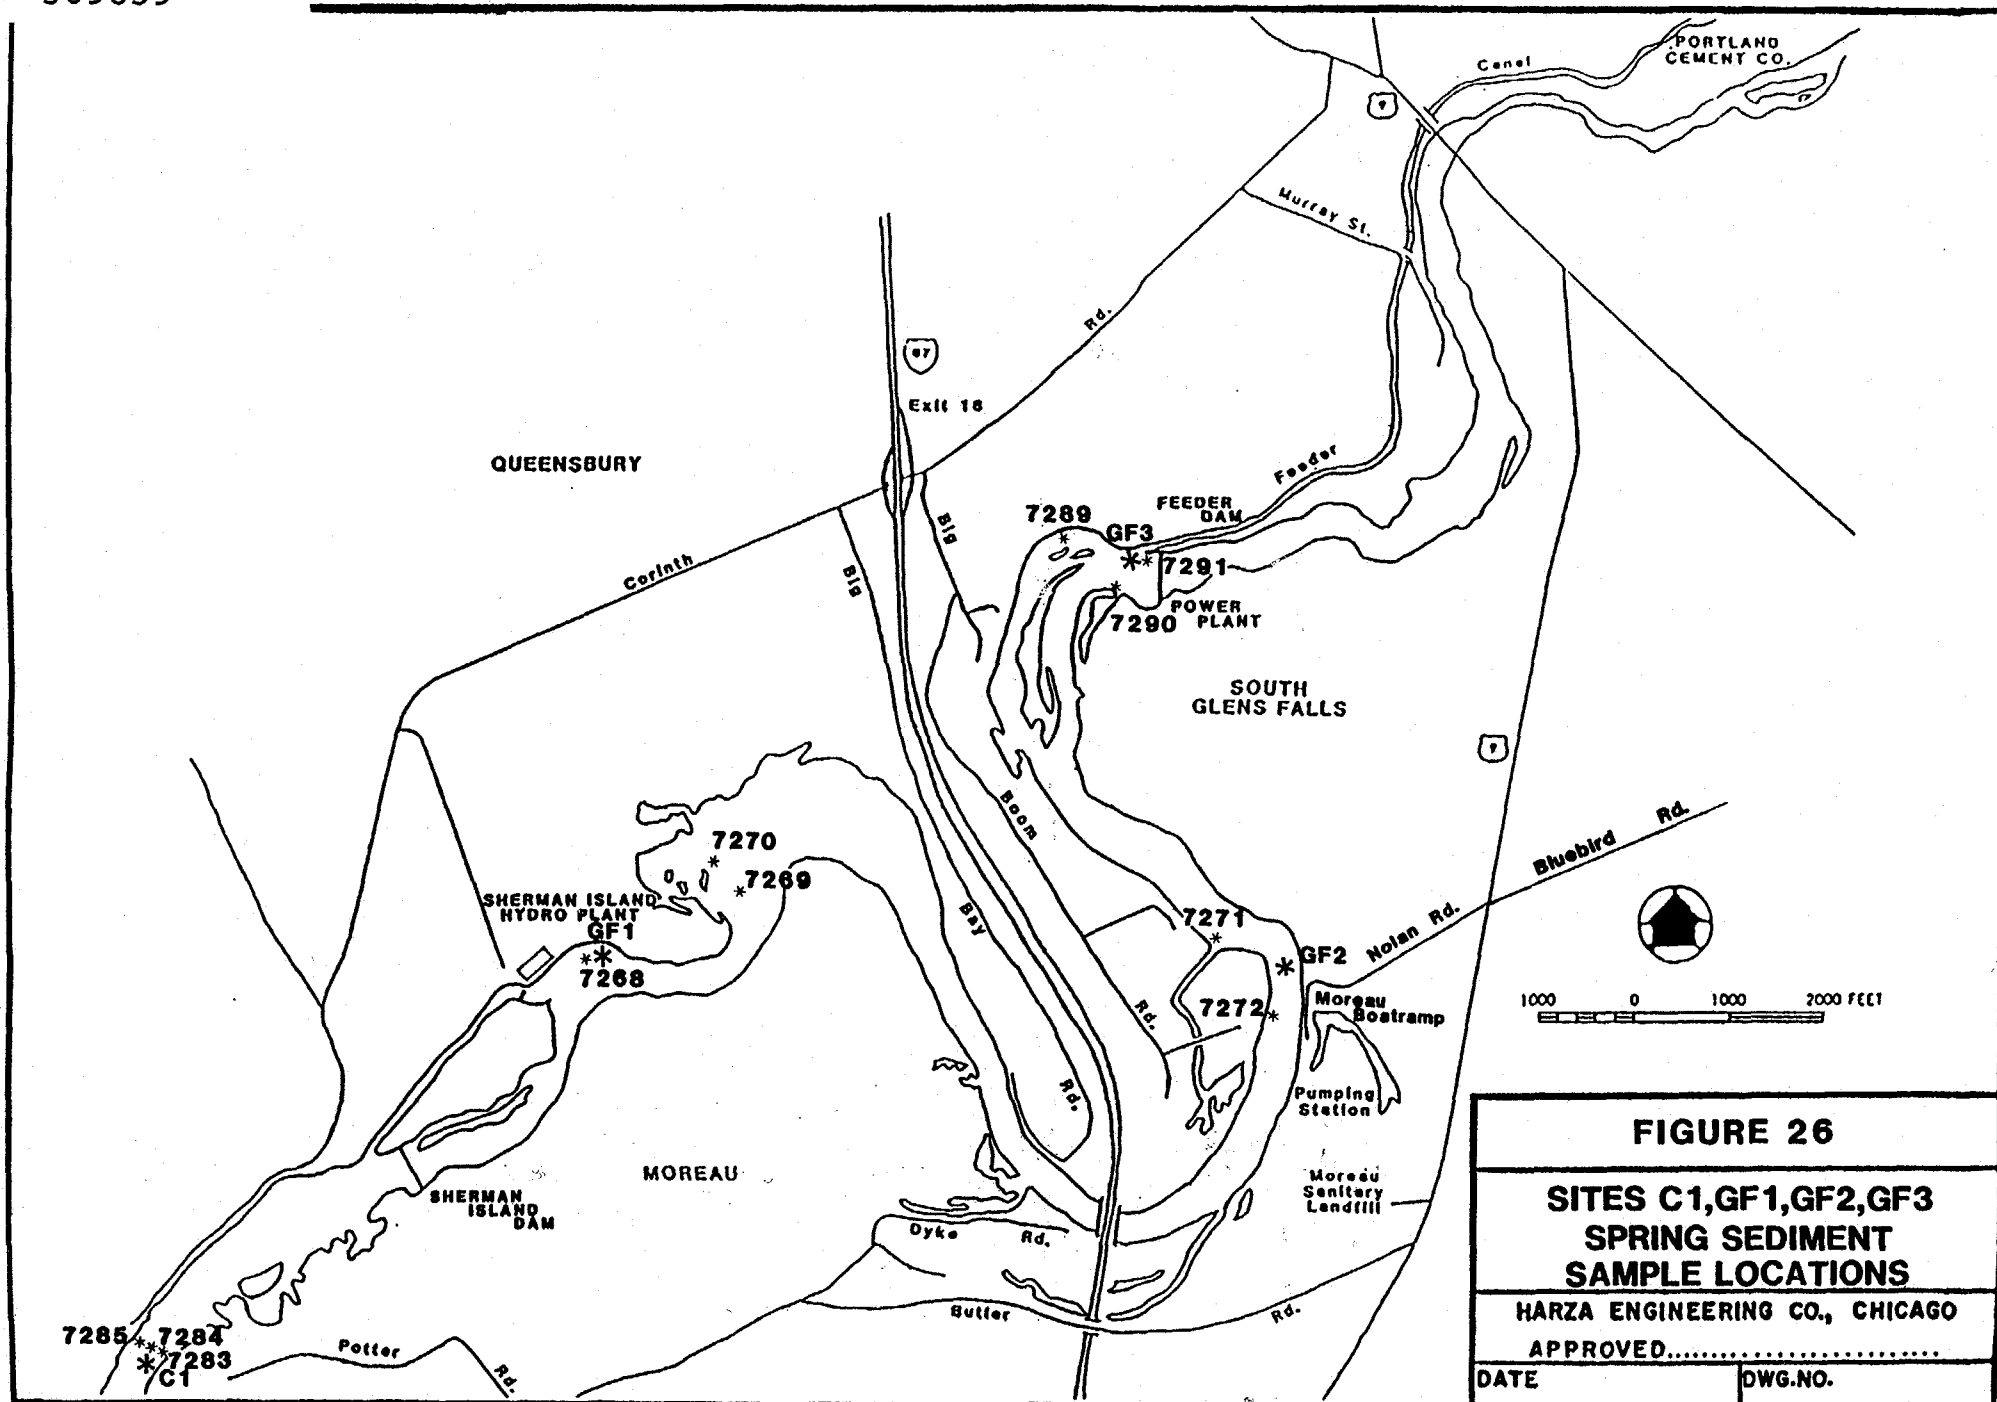 PORTLAND
CEMENT CO.
Canal
9
Murray St.
Rd.
87
Exit 18
QUEENSBURY
Feeder
FEEDER
DAM
7289
GF3
7291
Big
Corinth
Big
POWER
PLANT
7290
SOUTH
GLENS FALLS
9
Boom
Bluebird Rd.
7270
7269
SHERMAN ISLAND
HYDRO PLANT
GF1
7268
Bay
7271
GF2
Nolan Rd.
7272
Rd.
Moreau
Boatramp
1000 0 1000 2000 FEET
Rd.
Pumping
Station
MOREAU
Moreau
Sanitary
Landfill
SHERMAN
ISLAND
DAM
Dyke Rd.
Butler Rd.
7285
7284
7283
C1
Potter Rd.
FIGURE 26
SITES C1,GF1,GF2,GF3
SPRING SEDIMENT
SAMPLE LOCATIONS
HARZA ENGINEERING CO., CHICAGO
APPROVED..........................
DATE
DWG.NO.